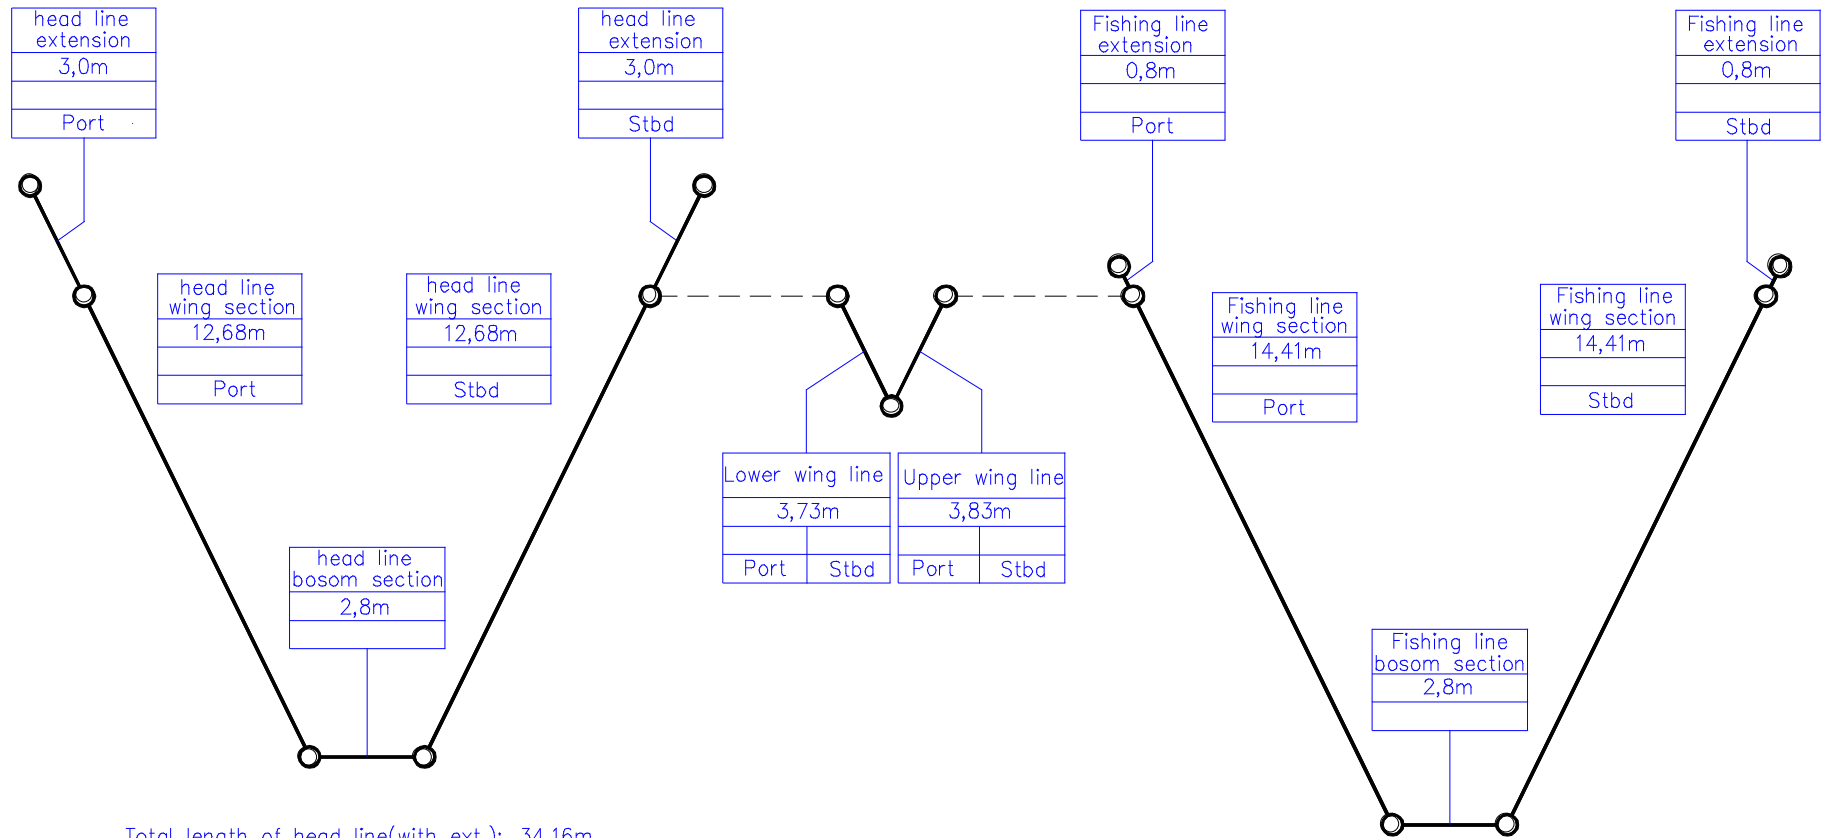 head line
extension
3,0m
Port
head line
extension
3,0m
Stbd
Fishing line
extension
0,8m
Port
Fishing line
extension
0,8m
Stbd
head line
wing section
12,68m
Port
head line
wing section
12,68m
Stbd
Fishing line
wing section
14,41m
Port
Fishing line
wing section
14,41m
Stbd
Lower wing line
3,73m
Port Stbd
Upper wing line
3,83m
Port Stbd
head line
bosom section
2,8m
Fishing line
bosom section
2,8m
Total length of head line(with ext.): 34,16m